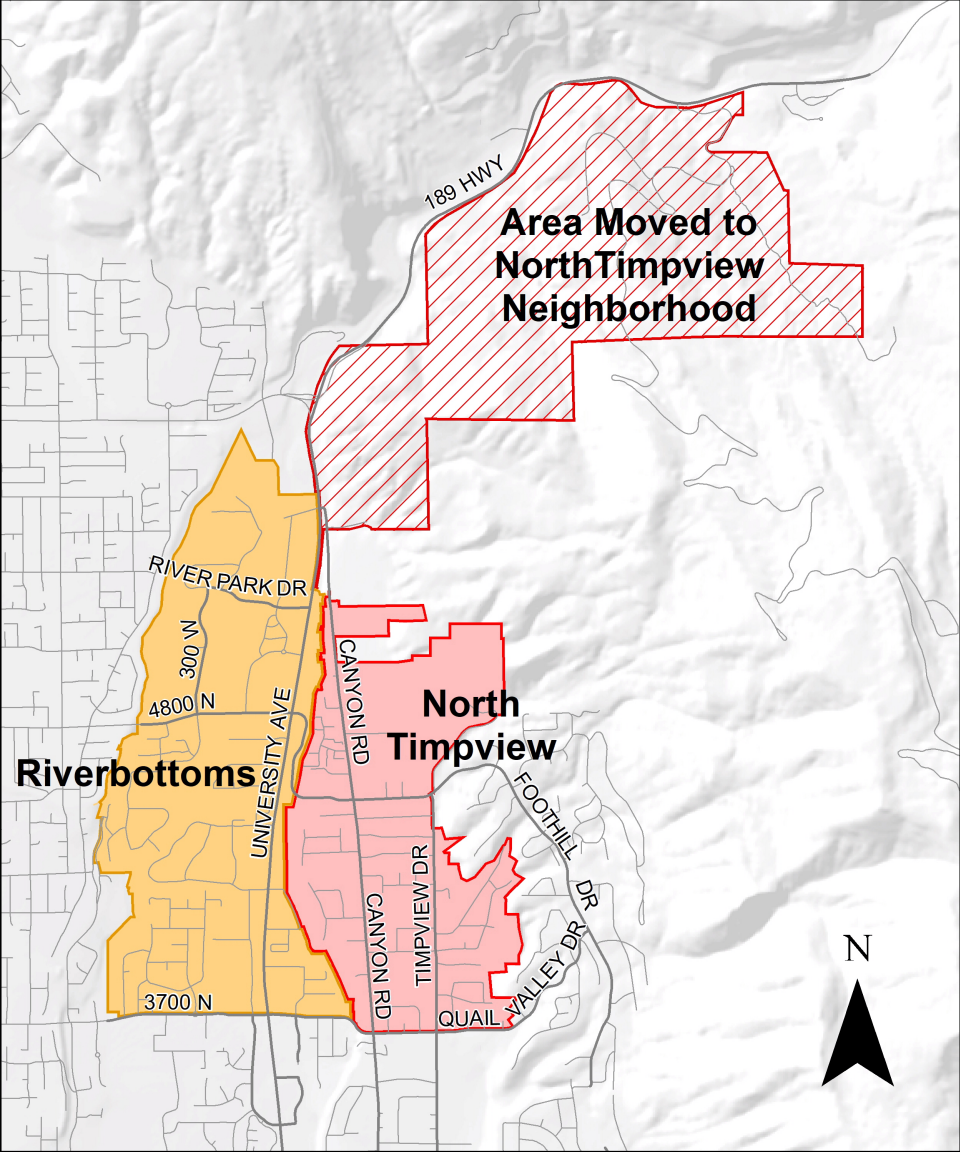 189 HWY
Area Moved to
NorthTimpview
Neighborhood
RIVER PARK DR
300 W
CANYON RD
4800 N
UNIVERSITY AVE
North
Timpview
Riverbottoms
FOOTHILL DR
TIMPVIEW DR
CANYON RD
VALLEY DR
QUAIL
3700 N
N